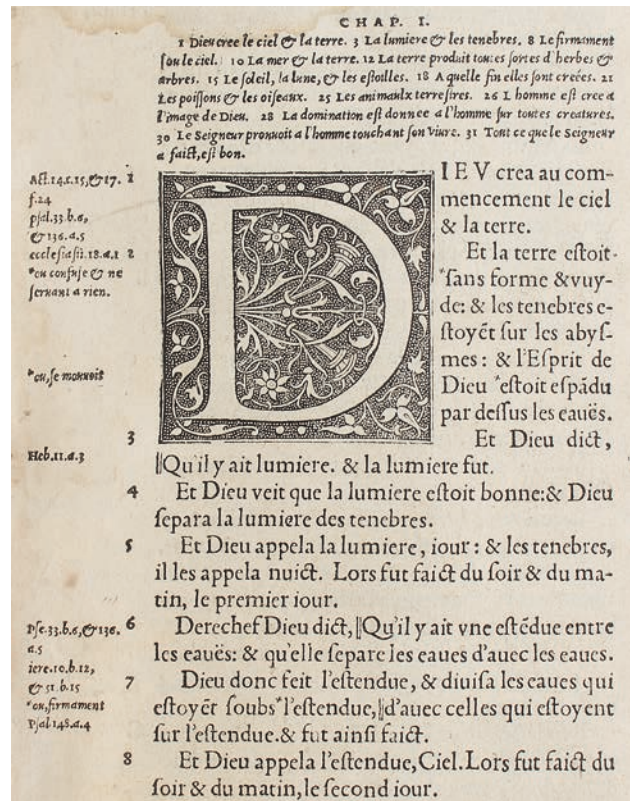 CHAP. I.
1 Dieu cree le ciel & la terre. 3 La lumiere & les tenebres. 8 Le firmament
ſou le ciel. 10 La mer & la terre. 12 La terre produit toutes ſortes d'herbes &
arbres. 15 Le ſoleil, la lune, & les eſtoilles. 18 A quelle fin elles ſont creées. 21
Les poiſſons & les oiſeaux. 25 Les animaulx terreſtres. 26 L'homme eſt cree a
l'image de Dieu. 28 La domination eſt donnee a l'homme ſur toutes creatures.
30 Le Seigneur prouuoit a l'homme touchant ſon viure. 31 Tout ce que le Seigneur
a faict, eſt bon.
Act.14.c.15, & 17. 1
f.24
pſal.33.b.6,
& 136.a.5
eccleſiaſti.18.a.1 2
*ou confuſe & ne
ſeruant a rien.
*ou, ſe mouuoit
DIEV crea au com-
mencement le ciel
& la terre.
Et la terre eſtoit
*ſans forme & vuy-
de: & les tenebres e-
ſtoyẽt ſur les abyſ-
mes: & l'Eſprit de
Dieu *eſtoit eſpãdu
par deſſus les eauës.
3 Et Dieu dict,
Heb.11.a.3
‖Qu'il y ait lumiere. & la lumiere fut.
4 Et Dieu veit que la lumiere eſtoit bonne: & Dieu
ſepara la lumiere des tenebres.
5 Et Dieu appela la lumiere, iour: & les tenebres,
il les appela nuict. Lors fut faict du ſoir & du ma-
tin, le premier iour.
Pſe.33.b.6, & 136. 6 Derechef Dieu dict, ‖Qu'il y ait vne eſtẽdue entre
a.5
les eauës: & qu'elle ſepare les eaues d'auec les eaues.
iere.10.b.12,
& 51.b.15
7 Dieu donc feit l'eſtendue, & diuiſa les eaues qui
*ou, firmament
eſtoyẽt ſoubs *l'eſtendue, ‖d'auec celles qui eſtoyent
Pſal.148.a.4
ſur l'eſtendue. & fut ainſi faict.
8 Et Dieu appela l'eſtendue, Ciel. Lors fut faict du
ſoir & du matin, le ſecond iour.